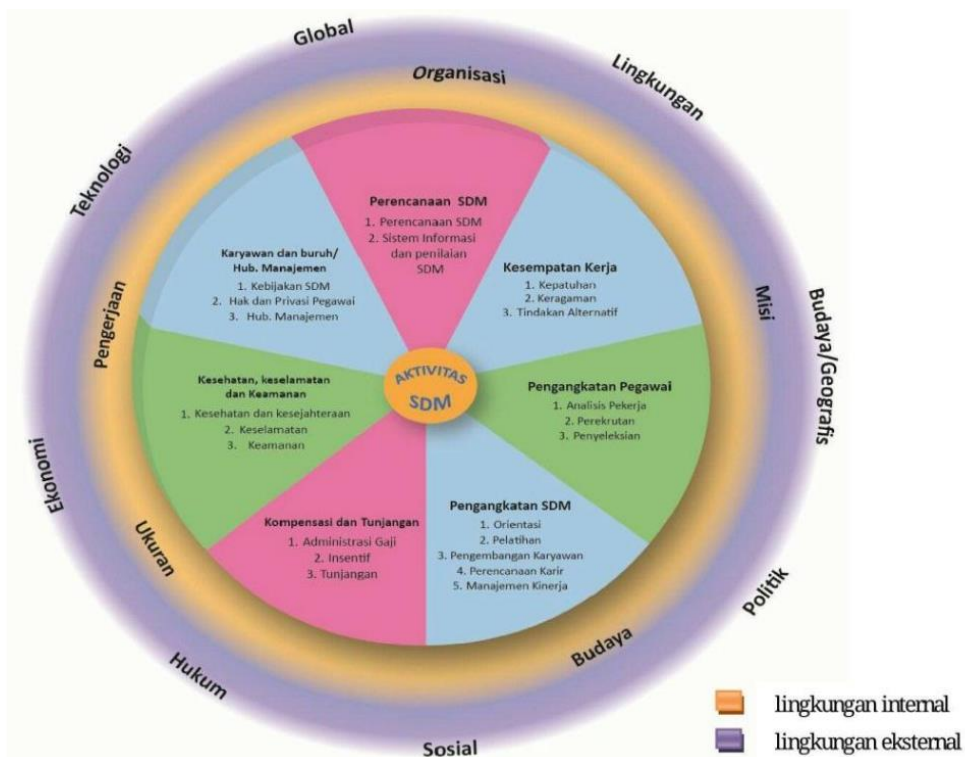 Global
Lingkungan
Organisasi
Teknologi
Perencanaan SDM
1. Perencanaan SDM
2. Sistem Informasi
dan penilaian
SDM
Karyawan dan buruh/
Hub. Manajemen
1. Kebijakan SDM
2. Hak dan Privasi Pegawai
3. Hub. Manajemen
Kesempatan Kerja
1. Kepatuhan
2. Keragaman
3. Tindakan Alternatif
Pengerjaan
Misi
Budaya/Geografis
AKTIVITAS
SDM
Kesehatan, keselamatan
dan Keamanan
1. Kesehatan dan kesejahteraan
2. Keselamatan
3. Keamanan
Pengangkatan Pegawai
1. Analisis Pekerja
2. Perekrutan
3. Penyeleksian
Ekonomi
Ukuran
Kompensasi dan Tunjangan
1. Administrasi Gaji
2. Insentif
3. Tunjangan
Pengangkatan SDM
1. Orientasi
2. Pelatihan
3. Pengembangan Karyawan
4. Perencanaan Karir
5. Manajemen Kinerja
Politik
Budaya
Hukum
Sosial
lingkungan internal
lingkungan eksternal